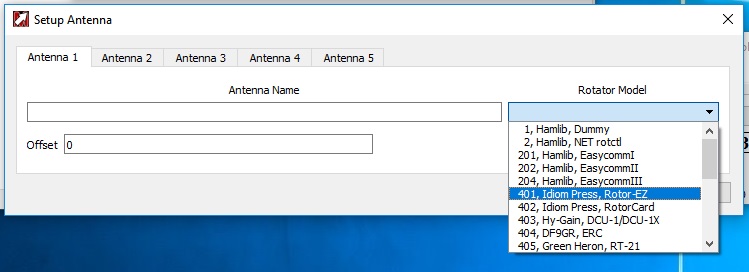 Setup Antenna
Antenna 1 Antenna 2 Antenna 3 Antenna 4 Antenna 5
Antenna Name Rotator Model
Offset 0
1, Hamlib, Dummy
2, Hamlib, NET rotctl
201, Hamlib, EasycommI
202, Hamlib, EasycommII
204, Hamlib, EasycommIII
401, Idiom Press, Rotor-EZ
402, Idiom Press, RotorCard
403, Hy-Gain, DCU-1/DCU-1X
404, DF9GR, ERC
405, Green Heron, RT-21